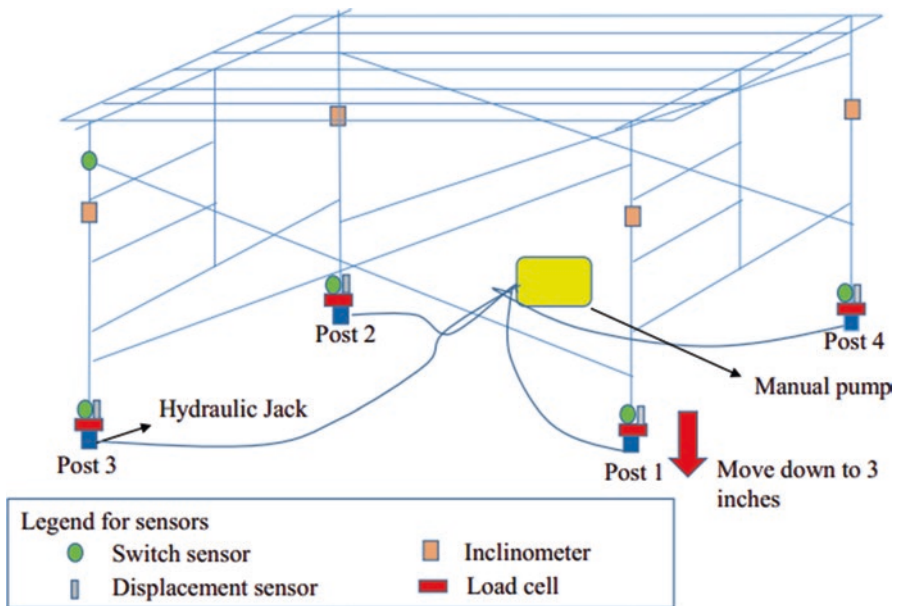 Post 2
Post 4
Manual pump
Hydraulic Jack
Post 3
Post 1
Move down to 3
inches
Legend for sensors
Switch sensor
Inclinometer
Displacement sensor
Load cell